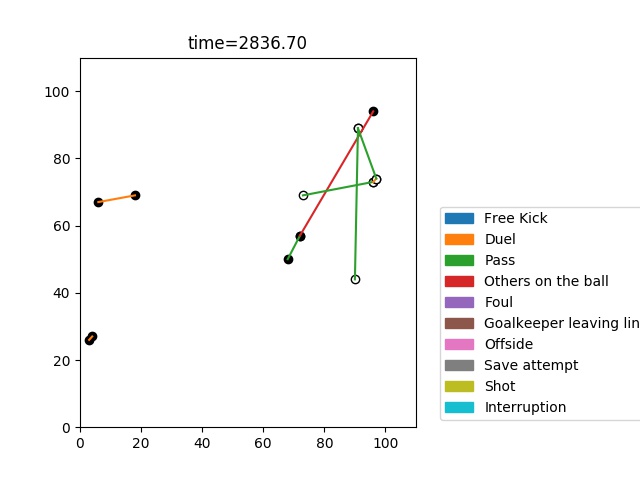 time=2836.70
100
80
60
40
20
0
0 20 40 60 80 100
Free Kick
Duel
Pass
Others on the ball
Foul
Goalkeeper leaving lin
Offside
Save attempt
Shot
Interruption